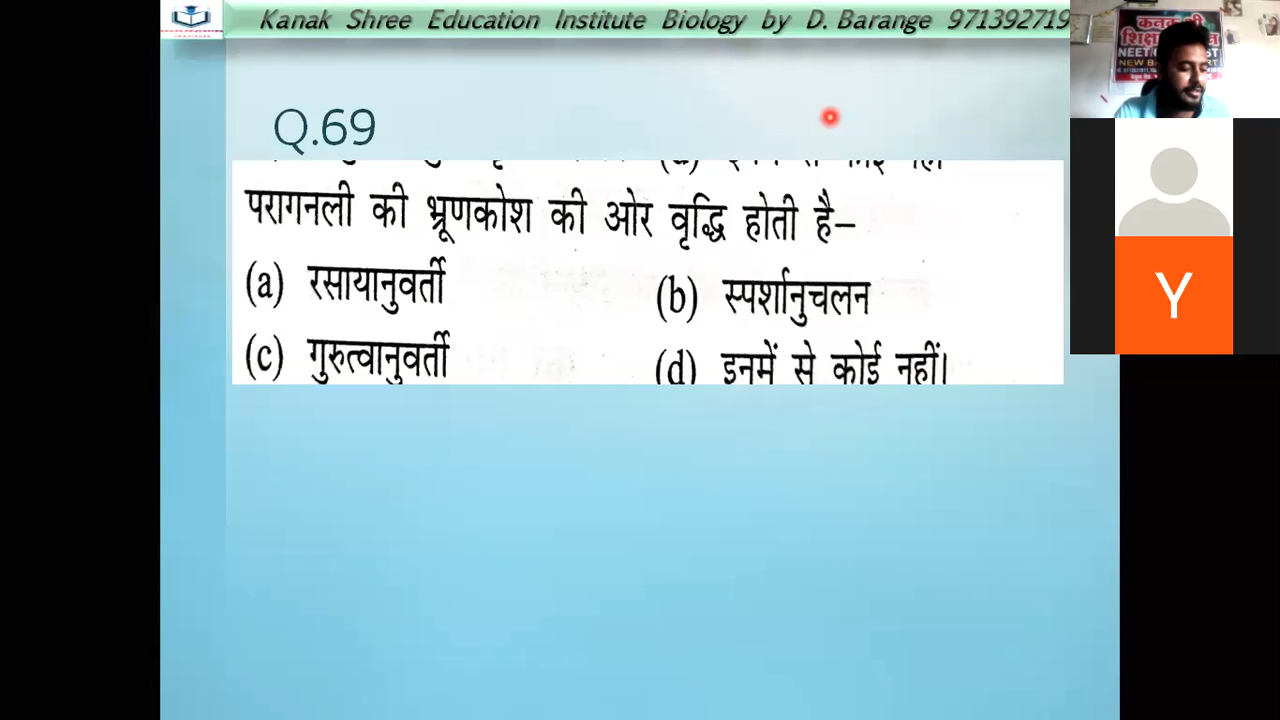 Kanak Shree Education Institute Biology by D. Barange 971392719
Q.69
परागनली की भ्रूणकोश की ओर वृद्धि होती है–
(a) रसायानुवर्ती (b) स्पर्शानुचलन
(c) गुरुत्वानुवर्ती (d) इनमें से कोई नहीं।
Y